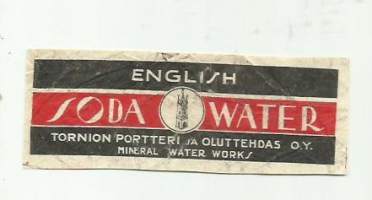 ENGLISH
SODA WATER
TORNION PORTTERI JA OLUTTEHDAS O.Y.
MINERAL WATER WORKS